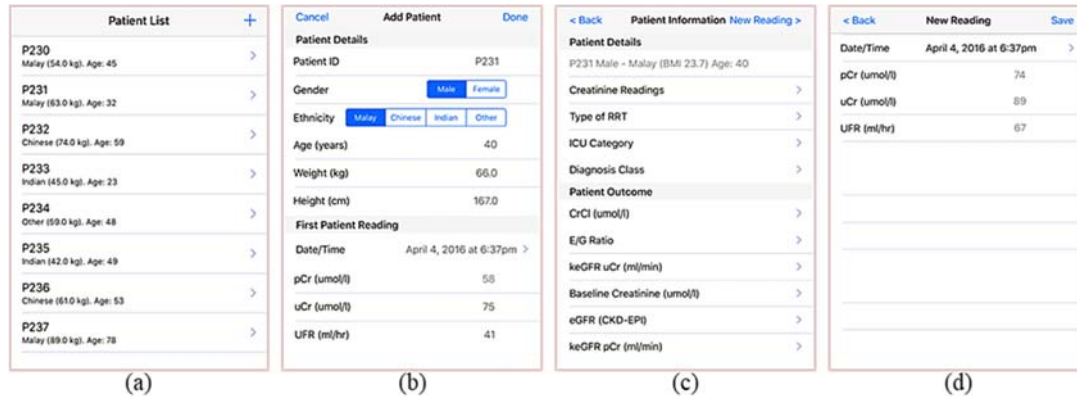 Patient List +
P230
Malay (54.0 kg). Age: 45
P231
Malay (63.0 kg). Age: 32
P232
Chinese (74.0 kg). Age: 59
P233
Indian (45.0 kg). Age: 23
P234
Other (59.0 kg). Age: 48
P235
Indian (42.0 kg). Age: 49
P236
Chinese (61.0 kg). Age: 53
P237
Malay (89.0 kg). Age: 78
(a)
Cancel Add Patient Done
Patient Details
Patient ID P231
Gender Male Female
Ethnicity Malay Chinese Indian Other
Age (years) 40
Weight (kg) 66.0
Height (cm) 167.0
First Patient Reading
Date/Time April 4, 2016 at 6:37pm >
pCr (umol/l) 58
uCr (umol/l) 75
UFR (ml/hr) 41
(b)
< Back Patient Information New Reading >
Patient Details
P231 Male - Malay (BMI 23.7) Age: 40
Creatinine Readings >
Type of RRT >
ICU Category >
Diagnosis Class >
Patient Outcome
CrCl (umol/l) >
E/G Ratio >
keGFR uCr (ml/min) >
Baseline Creatinine (umol/l) >
eGFR (CKD-EPI) >
keGFR pCr (ml/min) >
(c)
< Back New Reading Save
Date/Time April 4, 2016 at 6:37pm >
pCr (umol/l) 74
uCr (umol/l) 89
UFR (ml/hr) 67
(d)